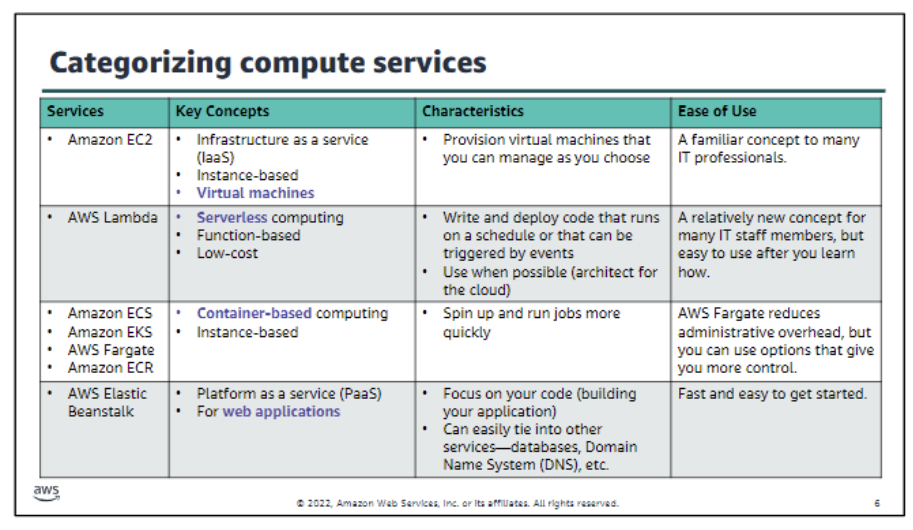 Categorizing compute services
Services
Key Concepts
Characteristics
Ease of Use
• Amazon EC2
• Infrastructure as a service
(IaaS)
• Instance-based
• Virtual machines
• Provision virtual machines that
you can manage as you choose
A familiar concept to many
IT professionals.
• AWS Lambda
• Serverless computing
• Function-based
• Low-cost
• Write and deploy code that runs
on a schedule or that can be
triggered by events
• Use when possible (architect for
the cloud)
A relatively new concept for
many IT staff members, but
easy to use after you learn
how.
• Amazon ECS
• Amazon EKS
• AWS Fargate
• Amazon ECR
• Container-based computing
• Instance-based
• Spin up and run jobs more
quickly
AWS Fargate reduces
administrative overhead, but
you can use options that give
you more control.
• AWS Elastic
Beanstalk
• Platform as a service (PaaS)
• For web applications
• Focus on your code (building
your application)
• Can easily tie into other
services—databases, Domain
Name System (DNS), etc.
Fast and easy to get started.
aws
© 2022, Amazon Web Services, Inc. or its affiliates. All rights reserved.
6